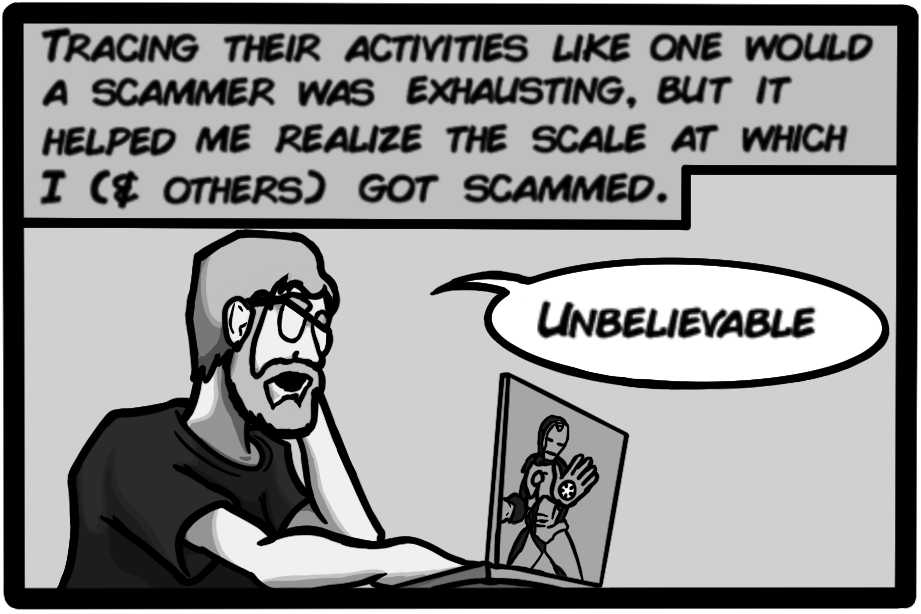 TRACING THEIR ACTIVITIES LIKE ONE WOULD
A SCAMMER WAS EXHAUSTING, BUT IT
HELPED ME REALIZE THE SCALE AT WHICH
I (& OTHERS) GOT SCAMMED.
UNBELIEVABLE